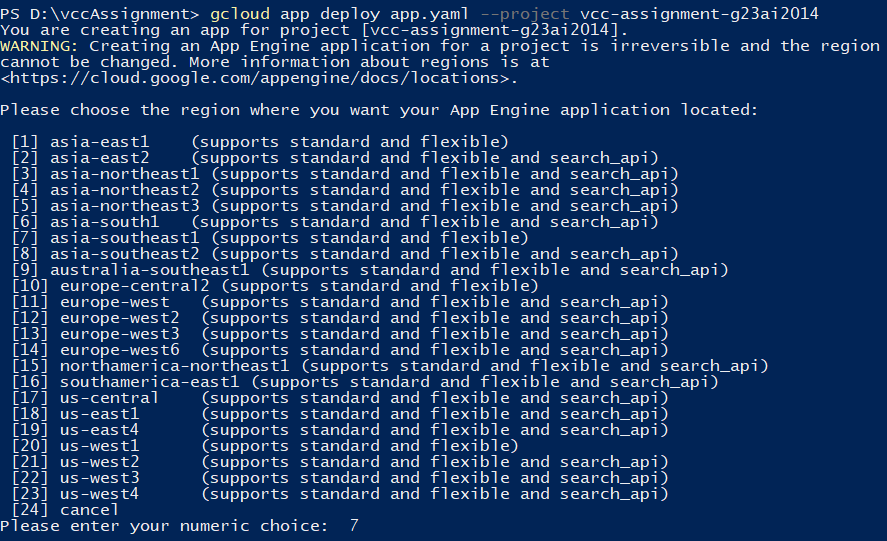 PS D:\vccAssignment> gcloud app deploy app.yaml --project vcc-assignment-g23ai2014
You are creating an app for project [vcc-assignment-g23ai2014].
WARNING: Creating an App Engine application for a project is irreversible and the region
cannot be changed. More information about regions is at
<https://cloud.google.com/appengine/docs/locations>.
Please choose the region where you want your App Engine application located:
[1] asia-east1    (supports standard and flexible)
[2] asia-east2    (supports standard and flexible and search_api)
[3] asia-northeast1 (supports standard and flexible and search_api)
[4] asia-northeast2 (supports standard and flexible and search_api)
[5] asia-northeast3 (supports standard and flexible and search_api)
[6] asia-south1   (supports standard and flexible and search_api)
[7] asia-southeast1 (supports standard and flexible)
[8] asia-southeast2 (supports standard and flexible and search_api)
[9] australia-southeast1 (supports standard and flexible and search_api)
[10] europe-central2 (supports standard and flexible)
[11] europe-west   (supports standard and flexible and search_api)
[12] europe-west2  (supports standard and flexible and search_api)
[13] europe-west3  (supports standard and flexible and search_api)
[14] europe-west6  (supports standard and flexible and search_api)
[15] northamerica-northeast1 (supports standard and flexible and search_api)
[16] southamerica-east1 (supports standard and flexible and search_api)
[17] us-central    (supports standard and flexible and search_api)
[18] us-east1      (supports standard and flexible and search_api)
[19] us-east4      (supports standard and flexible and search_api)
[20] us-west1      (supports standard and flexible)
[21] us-west2      (supports standard and flexible and search_api)
[22] us-west3      (supports standard and flexible and search_api)
[23] us-west4      (supports standard and flexible and search_api)
[24] cancel
Please enter your numeric choice:  7